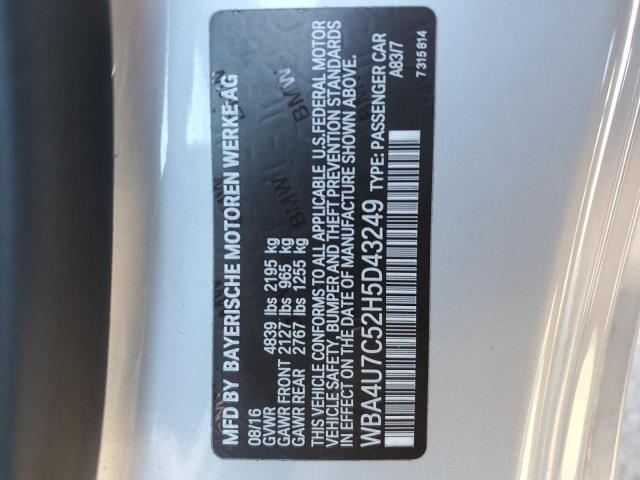 MFD BY BAYERISCHE MOTOREN WERKE AG
08/16
GVWR 4839 lbs 2195 kg
GAWR FRONT 2127 lbs 965 kg
GAWR REAR 2767 lbs 1255 kg
THIS VEHICLE CONFORMS TO ALL APPLICABLE U.S. FEDERAL MOTOR
VEHICLE SAFETY, BUMPER AND THEFT PREVENTION STANDARDS
IN EFFECT ON THE DATE OF MANUFACTURE SHOWN ABOVE.
WBA4U7C52H5D43249 TYPE: PASSENGER CAR
A83/7
7 315 814
BMW
BMW
BMW